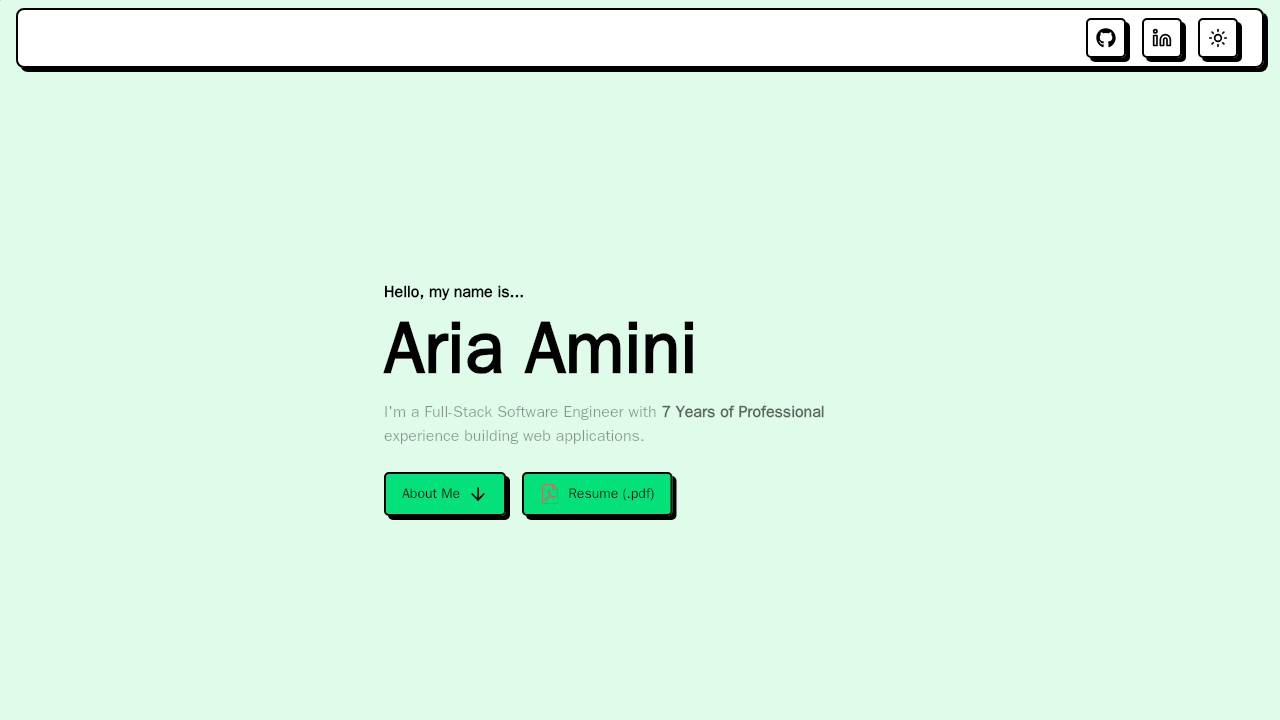 Hello, my name is...
Aria Amini
I'm a Full-Stack Software Engineer with 7 Years of Professional
experience building web applications.
About Me
Resume (.pdf)